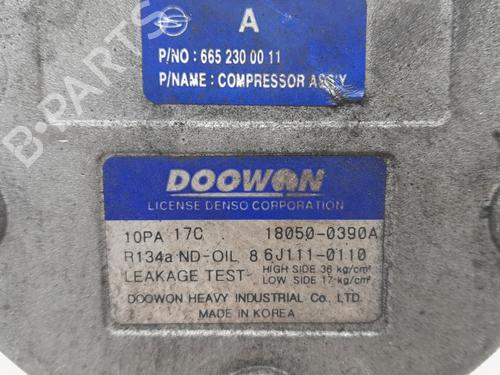 A
P/NO : 665 230 00 11
P/NAME : COMPRESSOR ASS'Y
B-PARTS
DOOWON
LICENSE DENSO CORPORATION
10PA 17C 18050-0390A
R134a ND-OIL 8 6J111-0110
LEAKAGE TEST- HIGH SIDE 36 kg/cm²
LOW SIDE 17 kg/cm²
DOOWON HEAVY INDUSTRIAL Co., LTD.
MADE IN KOREA